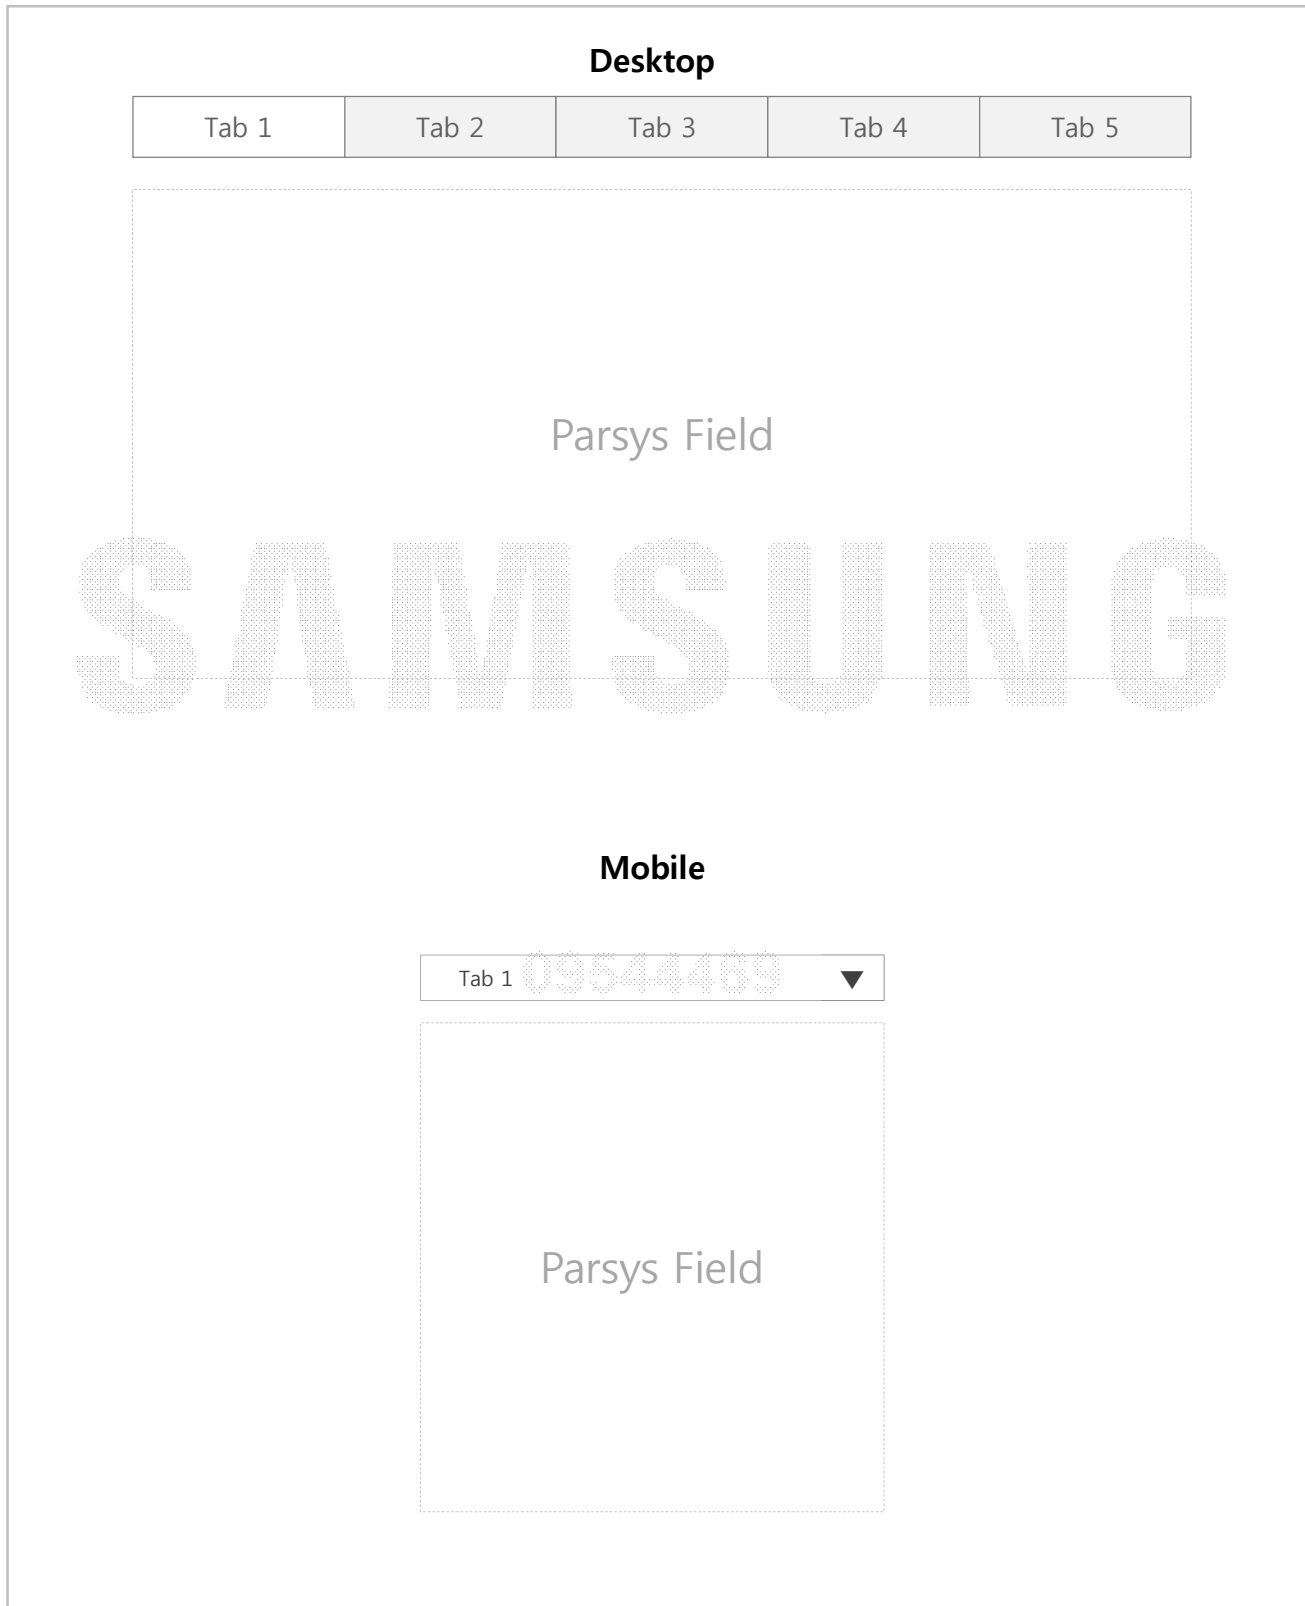 Desktop
Tab 1 Tab 2 Tab 3 Tab 4 Tab 5
Parsys Field
SAMSUNG
Mobile
Tab 1 09544469
Parsys Field